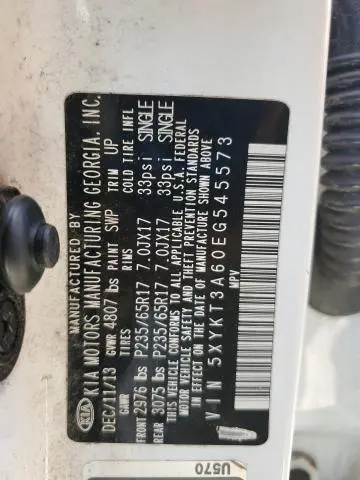 MANUFACTURED BY
KIA KIA MOTORS MANUFACTURING GEORGIA, INC.
DEC/11/13 GVWR 4807 lbs PAINT SWP TRIM UP
GAWR TIRES RIMS COLD TIRE INFL
FRONT 2976 lbs P235/65R17 7.0JX17 33psi SINGLE
REAR 3075 lbs P235/65R17 7.0JX17 33psi SINGLE
THIS VEHICLE CONFORMS TO ALL APPLICABLE U.S.A. FEDERAL
MOTOR VEHICLE SAFETY AND THEFT PREVENTION STANDARDS
IN EFFECT ON THE DATE OF MANUFACTURE SHOWN ABOVE
VIN 5XYKT3A60EG545573
MPV
U570